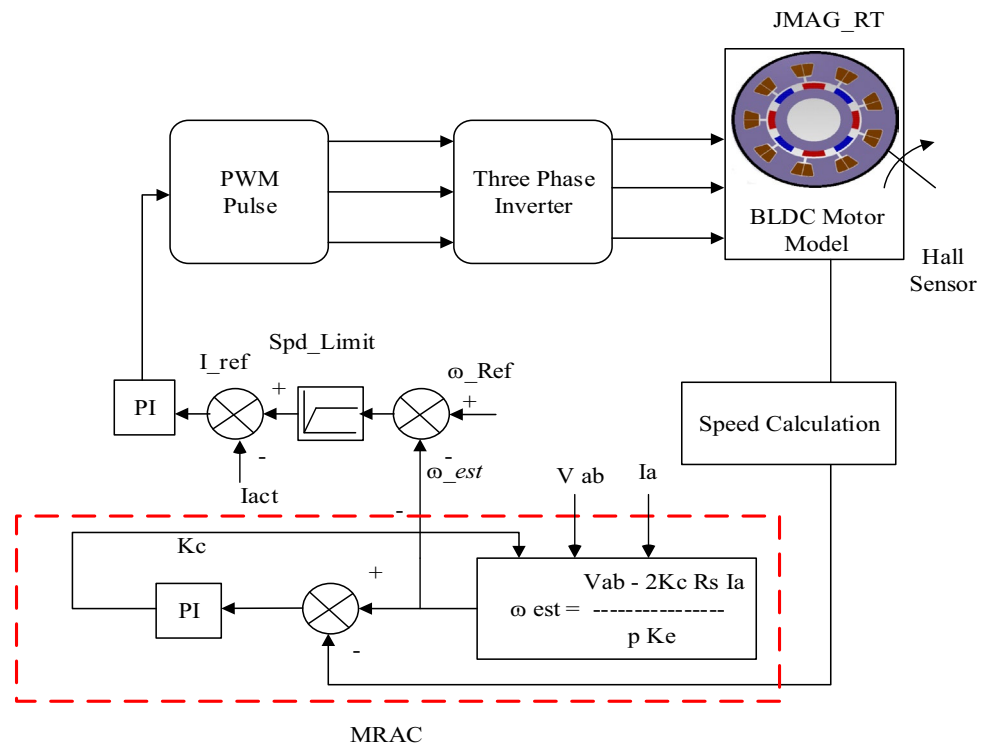 JMAG_RT
PWM
Pulse
Three Phase
Inverter
BLDC Motor
Model
Hall
Sensor
Spd_Limit
I_ref
ω_Ref
+
+
PI
-
-
ω_est
Iact
Speed Calculation
V ab
Ia
-
Kc
+
PI
Vab - 2Kc Rs Ia
ω est = ----------------
p Ke
-
MRAC